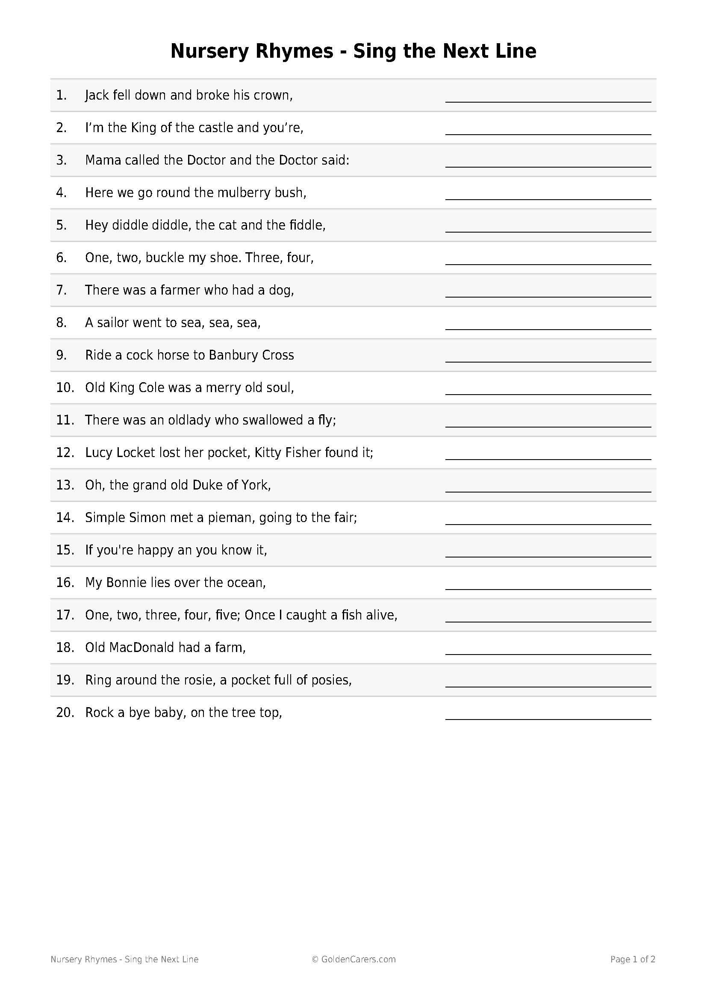 Nursery Rhymes - Sing the Next Line
1. Jack fell down and broke his crown,
2. I’m the King of the castle and you’re,
3. Mama called the Doctor and the Doctor said:
4. Here we go round the mulberry bush,
5. Hey diddle diddle, the cat and the fiddle,
6. One, two, buckle my shoe. Three, four,
7. There was a farmer who had a dog,
8. A sailor went to sea, sea, sea,
9. Ride a cock horse to Banbury Cross
10. Old King Cole was a merry old soul,
11. There was an oldlady who swallowed a fly;
12. Lucy Locket lost her pocket, Kitty Fisher found it;
13. Oh, the grand old Duke of York,
14. Simple Simon met a pieman, going to the fair;
15. If you're happy an you know it,
16. My Bonnie lies over the ocean,
17. One, two, three, four, five; Once I caught a fish alive,
18. Old MacDonald had a farm,
19. Ring around the rosie, a pocket full of posies,
20. Rock a bye baby, on the tree top,
Nursery Rhymes - Sing the Next Line © GoldenCarers.com Page 1 of 2